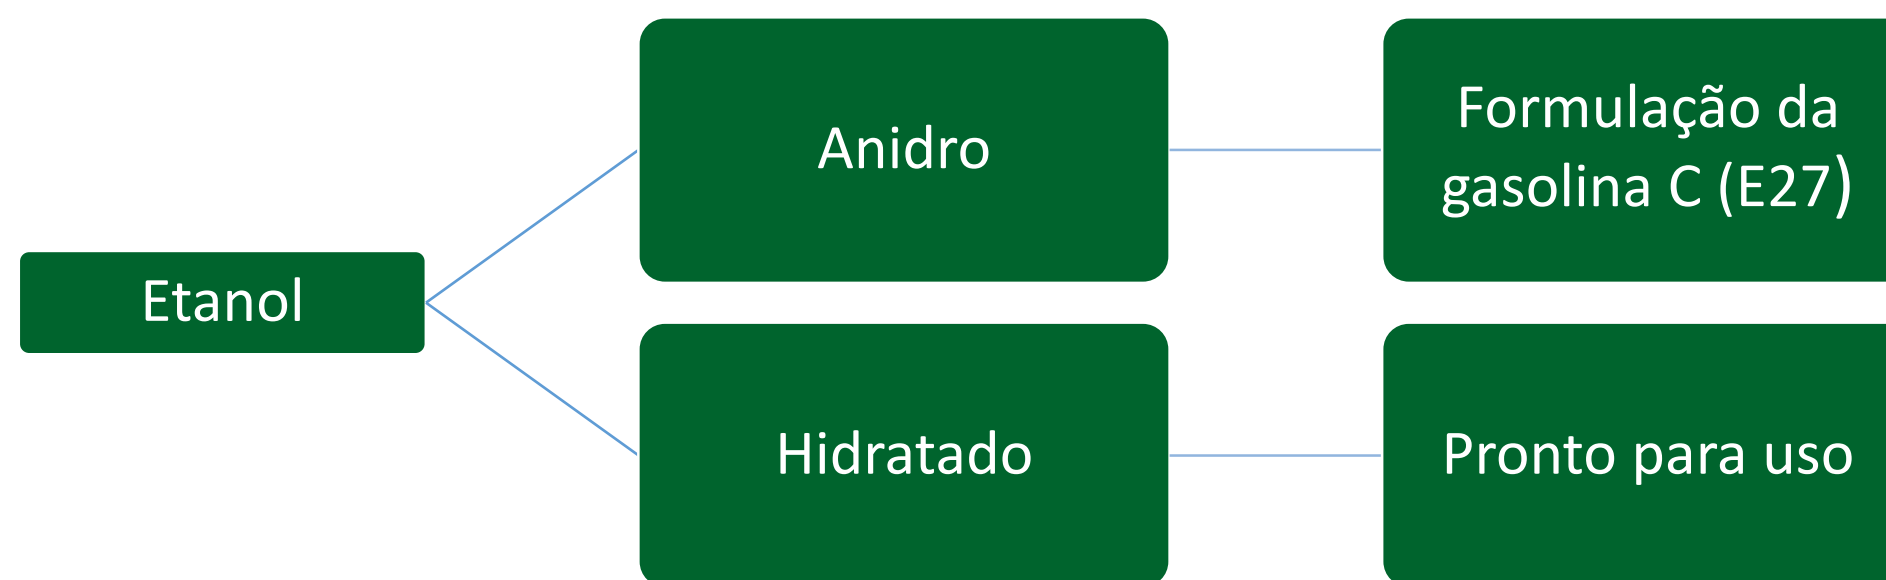 Etanol
Anidro
Formulação da
gasolina C (E27)
Hidratado
Pronto para uso